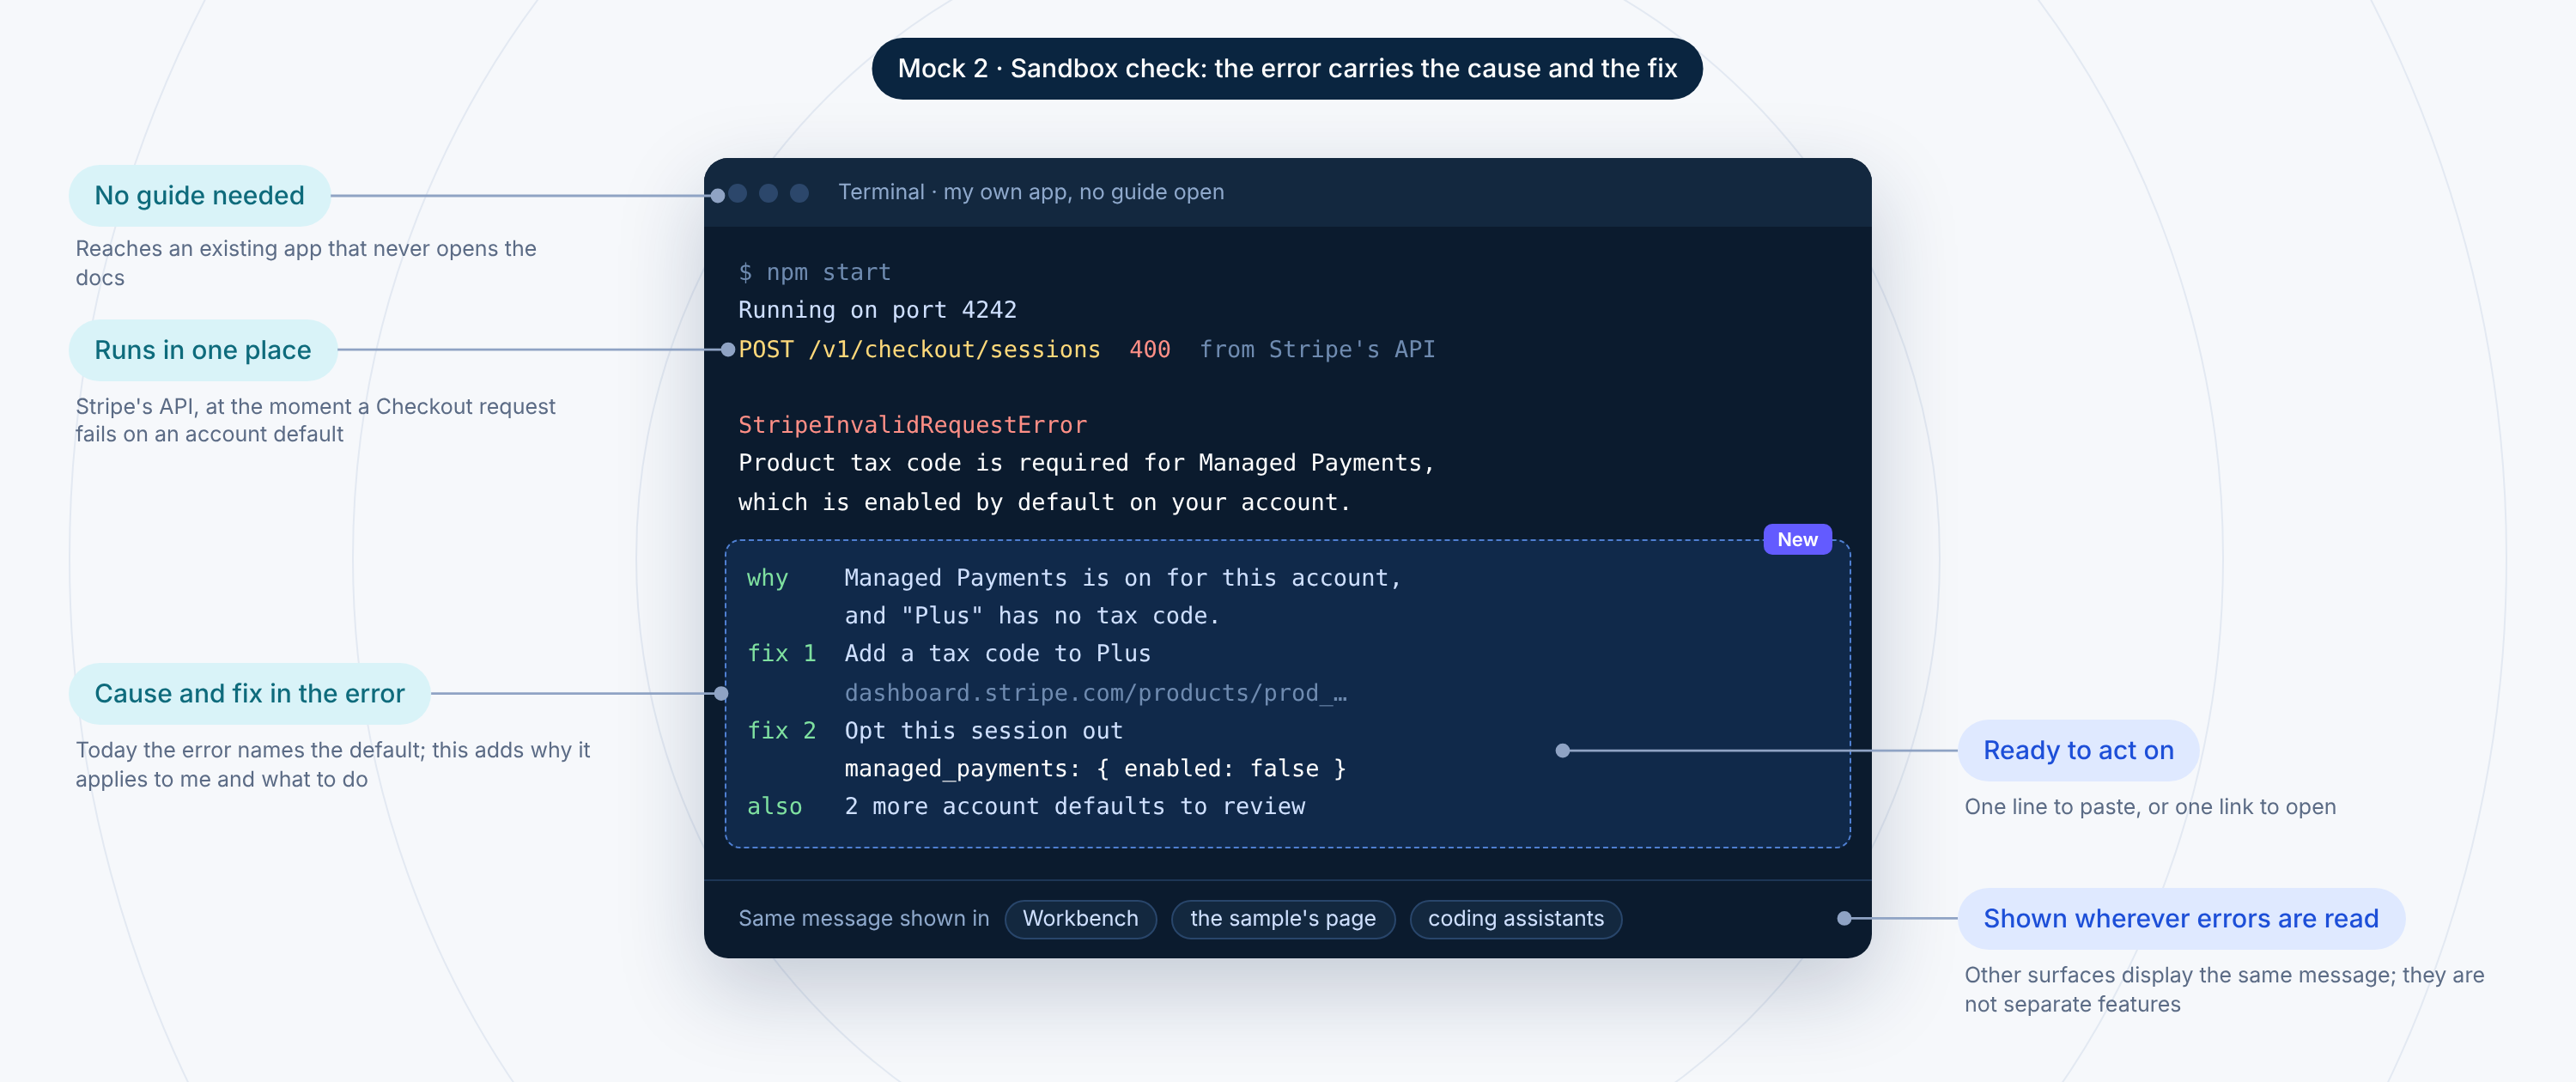 Mock 2 · Sandbox check: the error carries the cause and the fix
No guide needed
Reaches an existing app that never opens the
docs
Runs in one place
Stripe's API, at the moment a Checkout request
fails on an account default
Cause and fix in the error
Today the error names the default; this adds why it
applies to me and what to do
Terminal · my own app, no guide open
$ npm start
Running on port 4242
POST /v1/checkout/sessions 400 from Stripe's API
StripeInvalidRequestError
Product tax code is required for Managed Payments,
which is enabled by default on your account.
New
why Managed Payments is on for this account,
and "Plus" has no tax code.
fix 1 Add a tax code to Plus
dashboard.stripe.com/products/prod_…
fix 2 Opt this session out
managed_payments: { enabled: false }
also 2 more account defaults to review
Same message shown in Workbench the sample's page coding assistants
Ready to act on
One line to paste, or one link to open
Shown wherever errors are read
Other surfaces display the same message; they are
not separate features